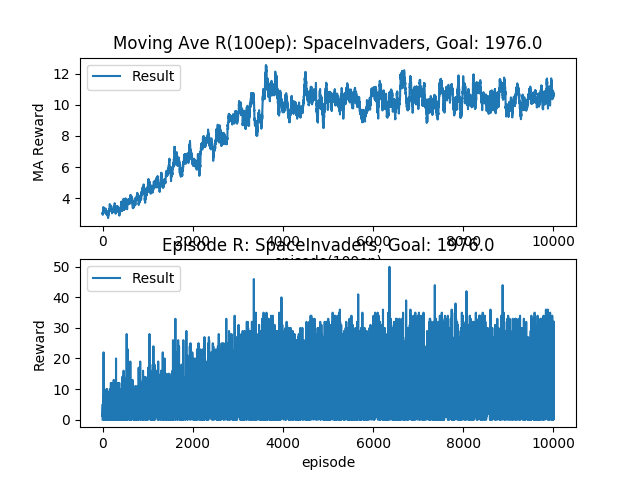 Moving Ave R(100ep): SpaceInvaders, Goal: 1976.0
Result
MA Reward
12
10
8
6
4
0 2000 4000 6000 8000 10000
episode(100ep)
Episode R: SpaceInvaders, Goal: 1976.0
Result
Reward
50
40
30
20
10
0
0 2000 4000 6000 8000 10000
episode